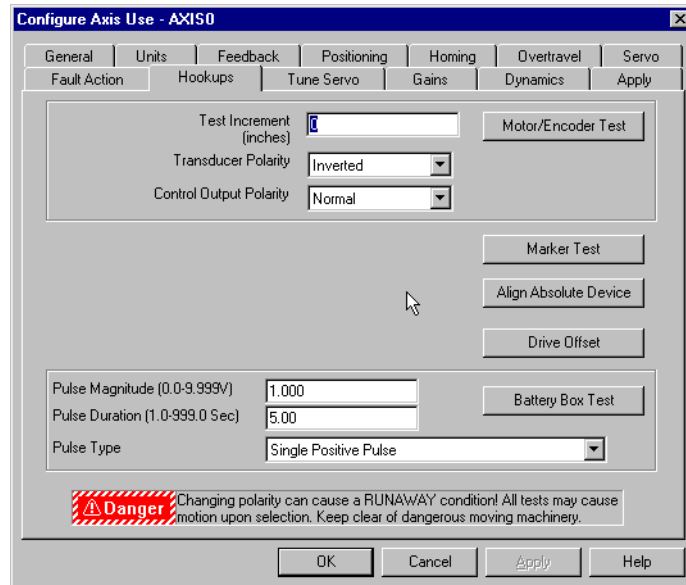 Configure Axis Use - AXIS0
General Units Feedback Positioning Homing Overtravel Servo
Fault Action Hookups Tune Servo Gains Dynamics Apply
Test Increment (inches) 0 Motor/Encoder Test
Transducer Polarity Inverted
Control Output Polarity Normal
Marker Test
Align Absolute Device
Drive Offset
Pulse Magnitude (0.0-9.999V) 1.000
Battery Box Test
Pulse Duration (1.0-999.0 Sec) 5.00
Pulse Type Single Positive Pulse
Danger Changing polarity can cause a RUNAWAY condition! All tests may cause
motion upon selection. Keep clear of dangerous moving machinery.
OK Cancel Apply Help